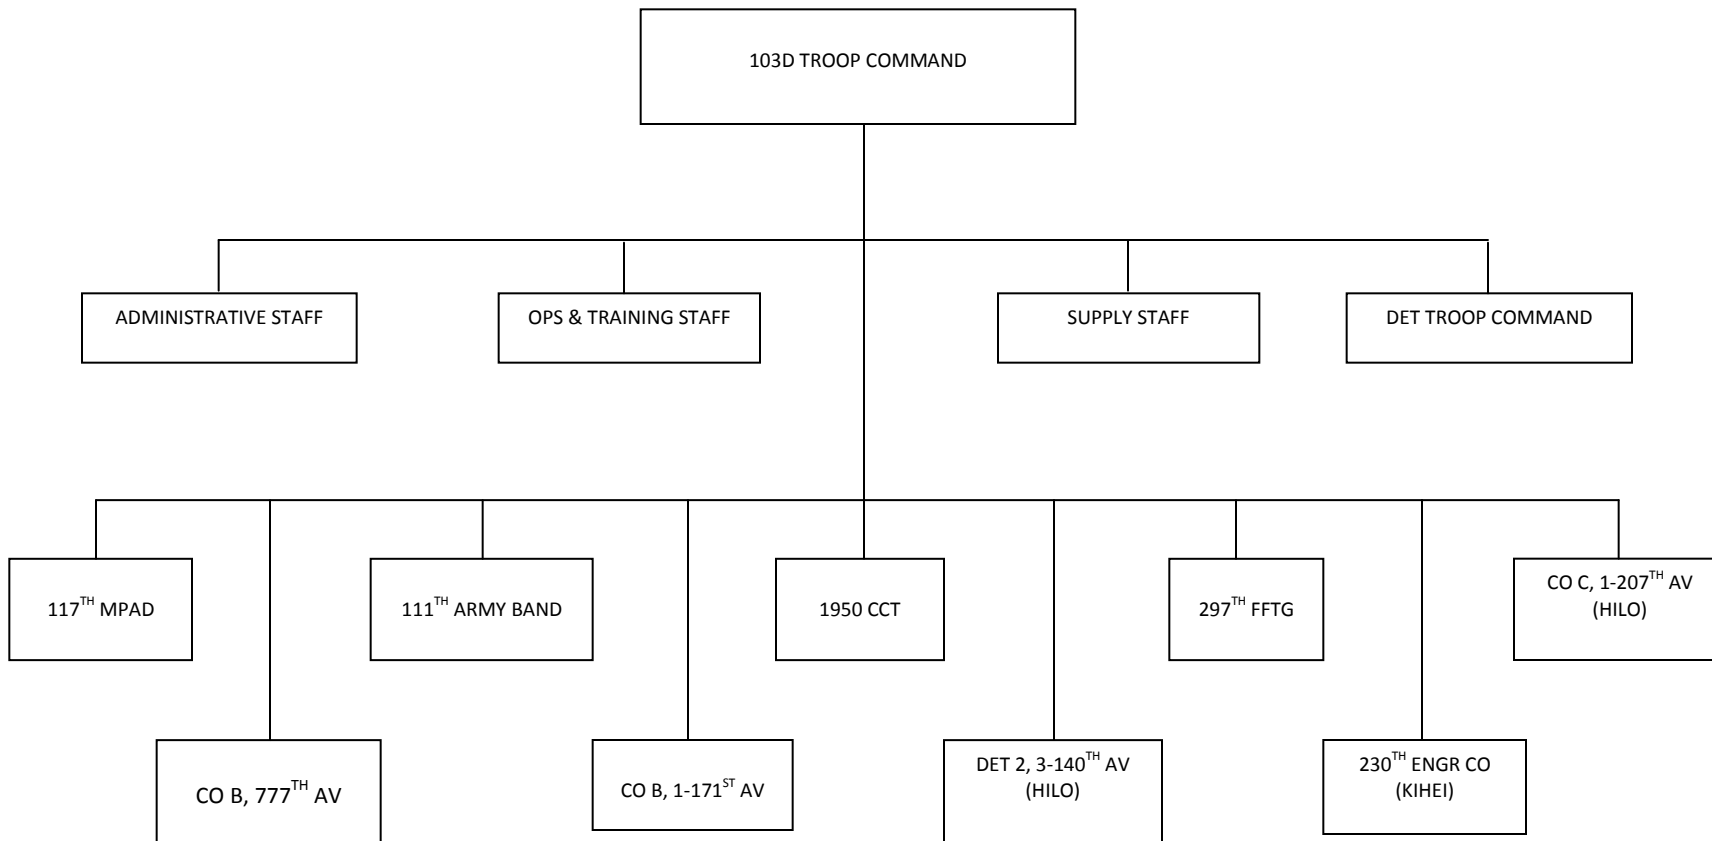 103D TROOP COMMAND
ADMINISTRATIVE STAFF
OPS & TRAINING STAFF
SUPPLY STAFF
DET TROOP COMMAND
117TH MPAD
111TH ARMY BAND
1950 CCT
297TH FFTG
CO C, 1-207TH AV
(HILO)
CO B, 777TH AV
CO B, 1-171ST AV
DET 2, 3-140TH AV
(HILO)
230TH ENGR CO
(KIHEI)